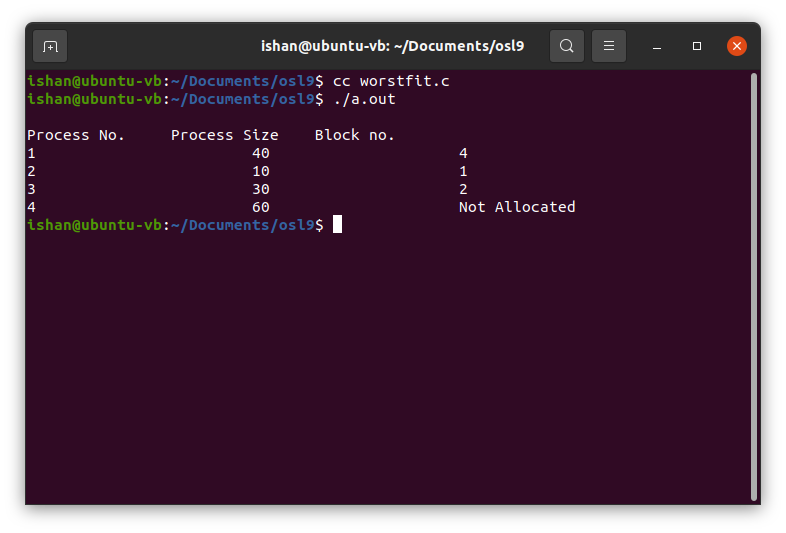 ishan@ubuntu-vb: ~/Documents/osl9
ishan@ubuntu-vb:~/Documents/osl9$ cc worstfit.c
ishan@ubuntu-vb:~/Documents/osl9$ ./a.out
Process No. Process Size Block no.
1 40 4
2 10 1
3 30 2
4 60 Not Allocated
ishan@ubuntu-vb:~/Documents/osl9$